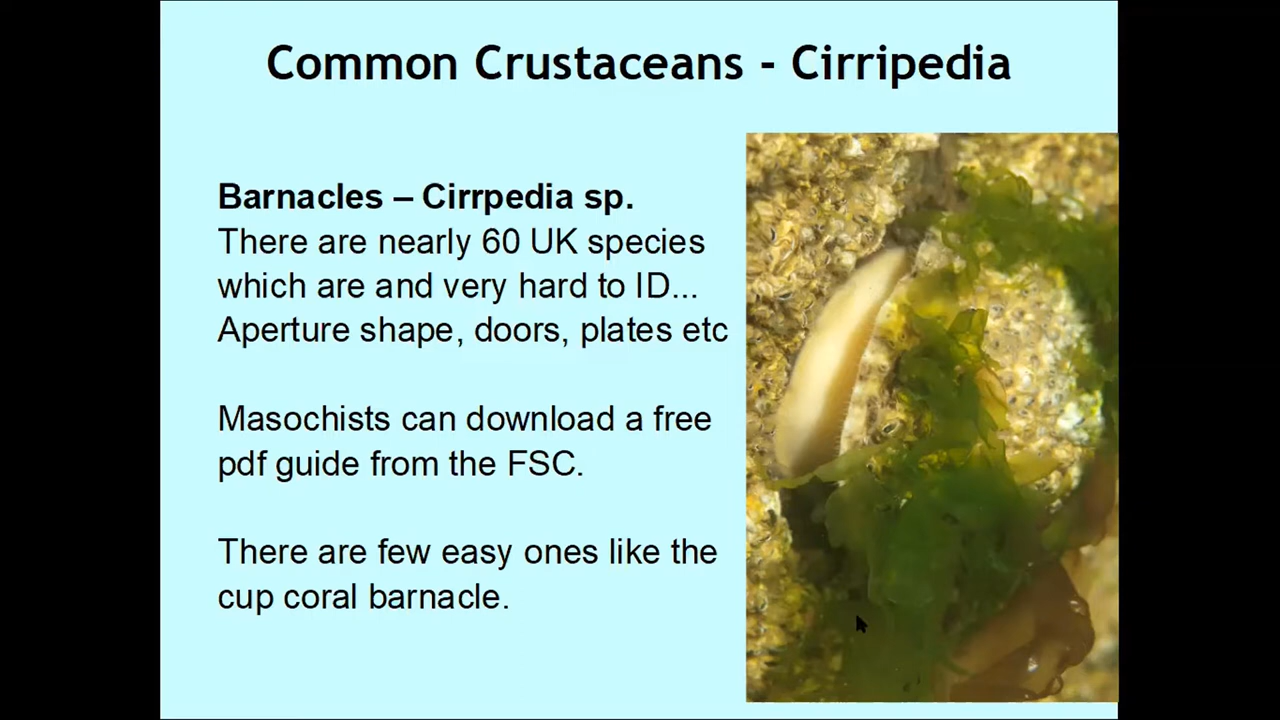 Common Crustaceans - Cirripedia
Barnacles – Cirrpedia sp.
There are nearly 60 UK species
which are and very hard to ID...
Aperture shape, doors, plates etc
Masochists can download a free
pdf guide from the FSC.
There are few easy ones like the
cup coral barnacle.